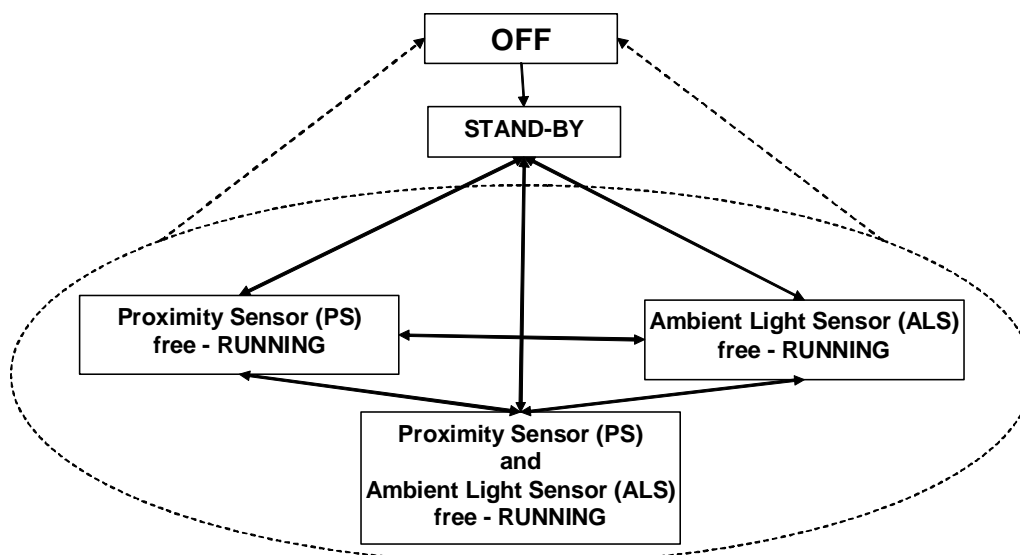 OFF
STAND-BY
Proximity Sensor (PS)
free - RUNNING
Ambient Light Sensor (ALS)
free - RUNNING
Proximity Sensor (PS)
and
Ambient Light Sensor (ALS)
free - RUNNING